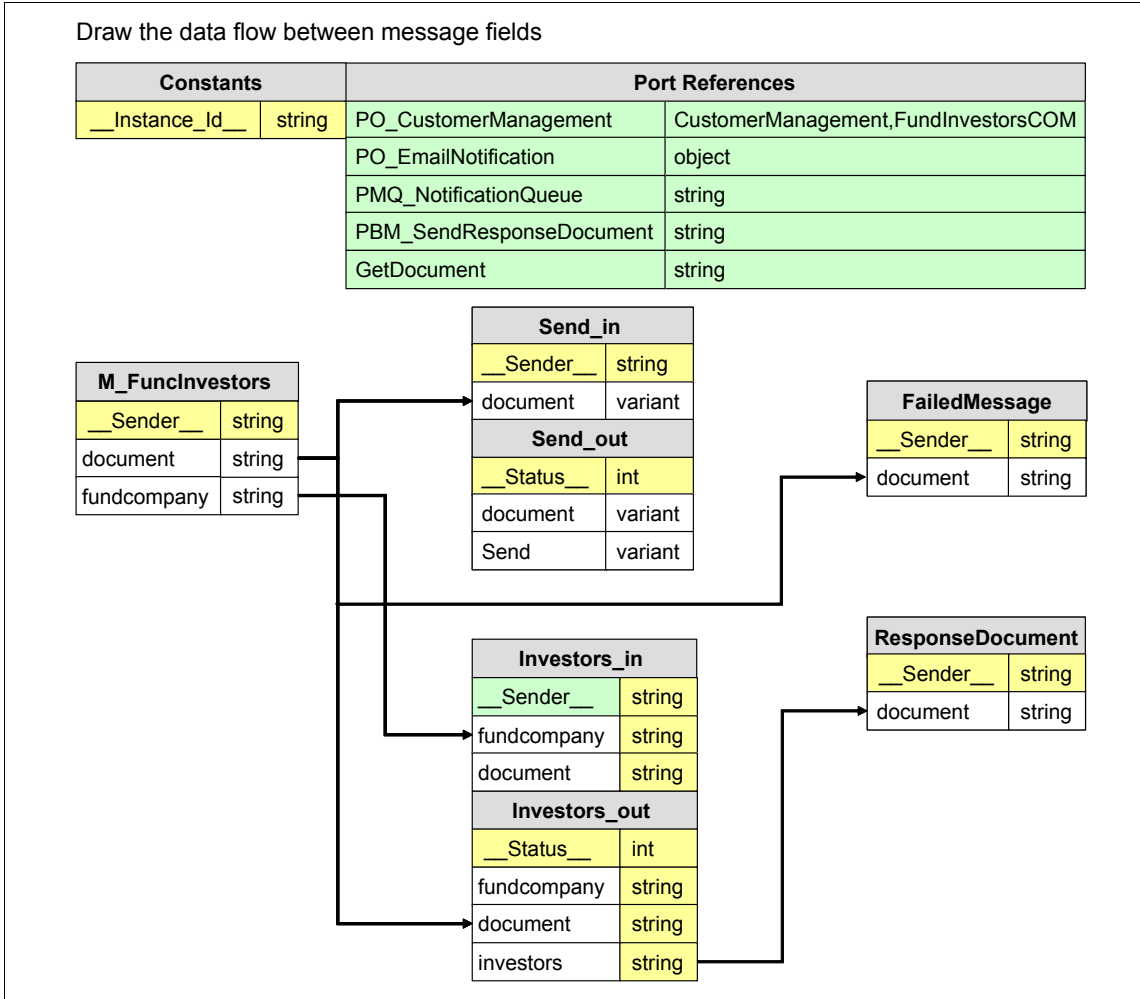 Draw the data flow between message fields
Constants
Port References
__Instance_Id__ string
PO_CustomerManagement CustomerManagement,FundInvestorsCOM
PO_EmailNotification object
PMQ_NotificationQueue string
PBM_SendResponseDocument string
GetDocument string
M_FuncInvestors
__Sender__ string
document string
fundcompany string
Send_in
__Sender__ string
document variant
Send_out
__Status__ int
document variant
Send variant
FailedMessage
__Sender__ string
document string
Investors_in
__Sender__ string
fundcompany string
document string
Investors_out
__Status__ int
fundcompany string
document string
investors string
ResponseDocument
__Sender__ string
document string